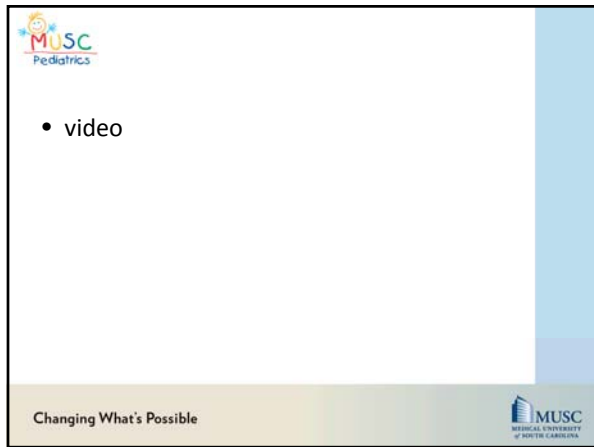 MUSC
Pediatrics
• video
Changing What's Possible
MUSC
MEDICAL UNIVERSITY
of SOUTH CAROLINA